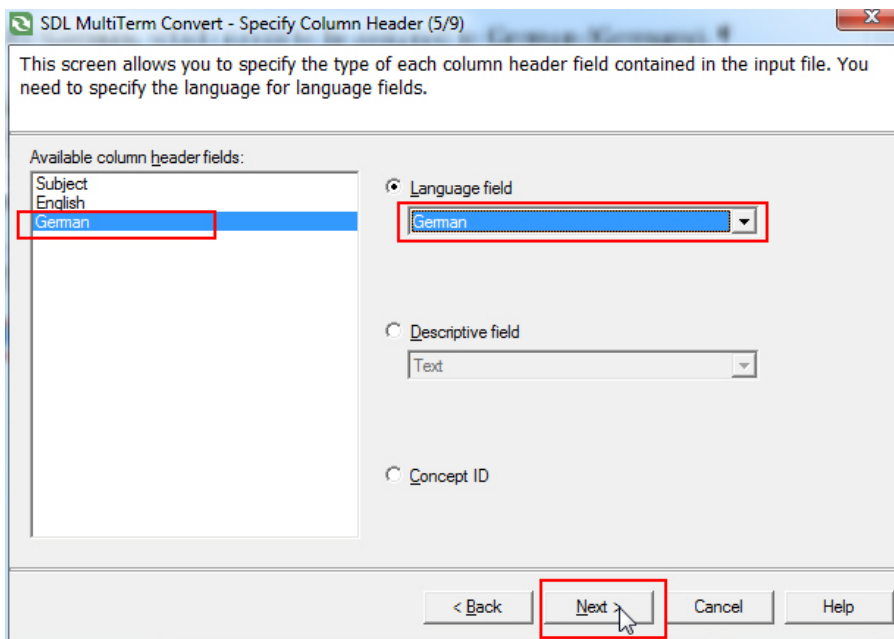 SDL MultiTerm Convert - Specify Column Header (5/9)
This screen allows you to specify the type of each column header field contained in the input file. You
need to specify the language for language fields.
Available column header fields:
Subject
English
German
Language field
German
Descriptive field
Text
Concept ID
< Back
Next >
Cancel
Help